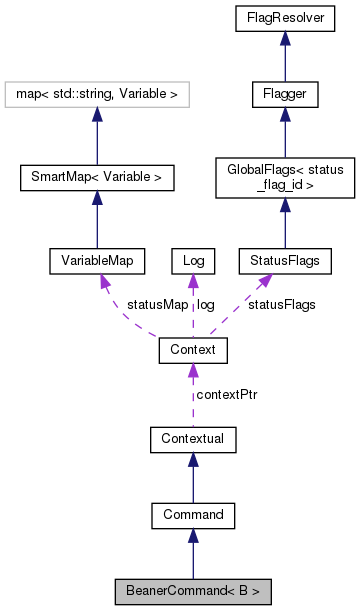 FlagResolver
map< std::string, Variable >
Flagger
SmartMap< Variable >
GlobalFlags< status
_flag_id >
VariableMap
Log
StatusFlags
statusMap
log
statusFlags
Context
contextPtr
Contextual
Command
BeanerCommand< B >